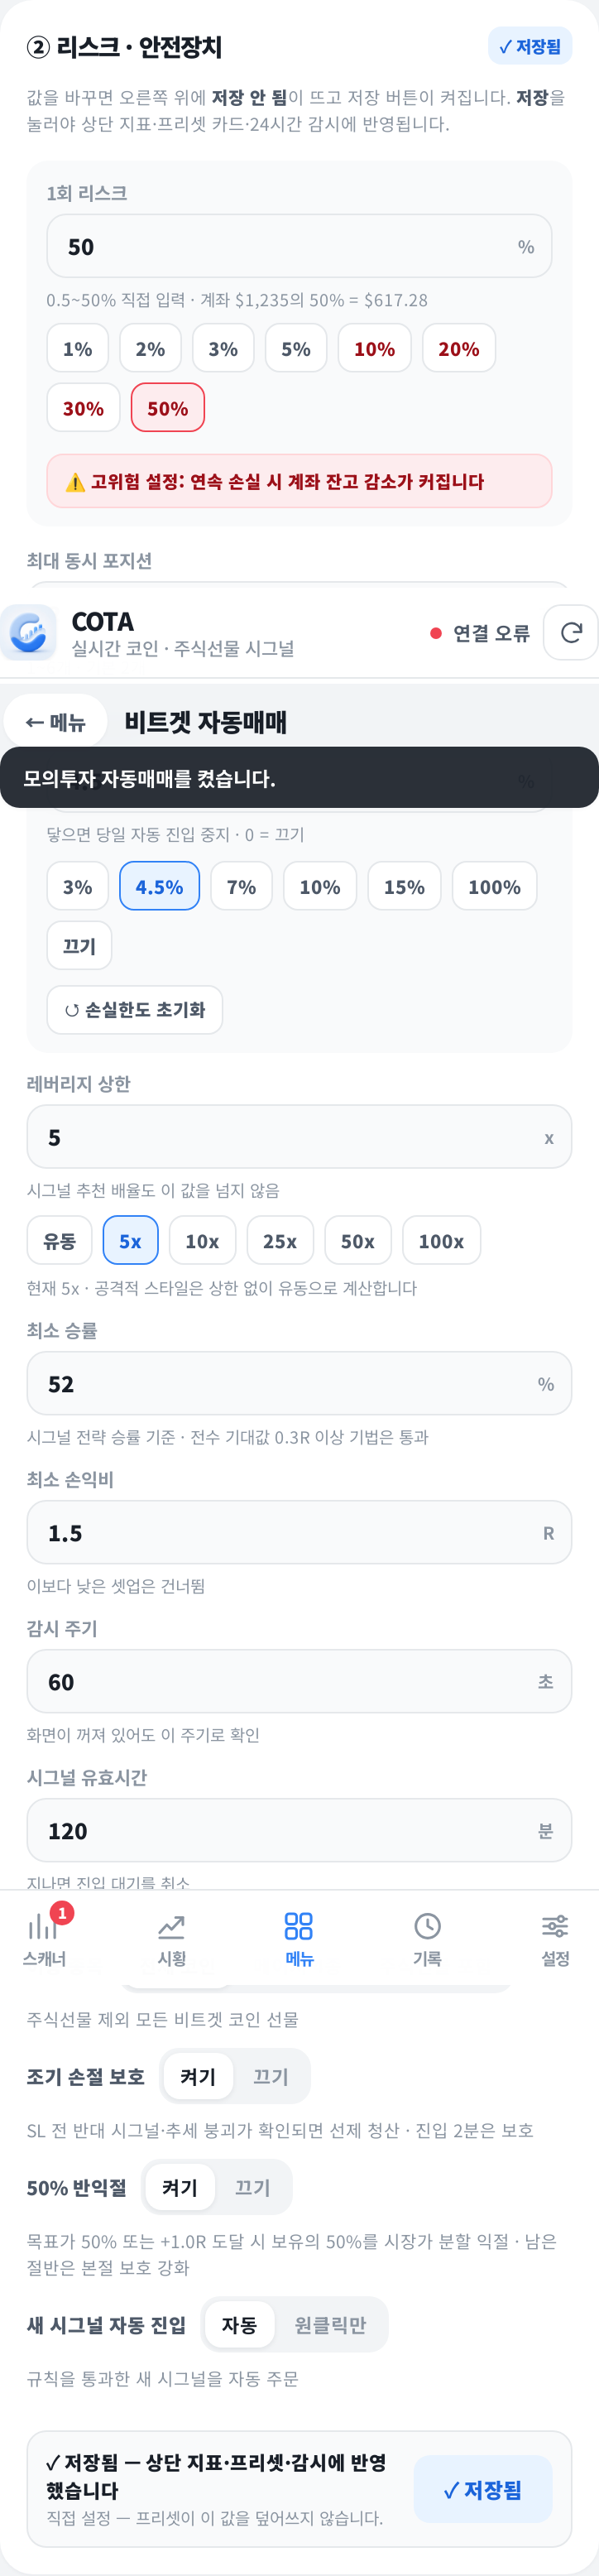 ② 리스크 · 안전장치
✓ 저장됨
값을 바꾸면 오른쪽 위에 저장 안 됨이 뜨고 저장 버튼이 켜집니다. 저장을
눌러야 상단 지표·프리셋 카드·24시간 감시에 반영됩니다.
1회 리스크
50 %
0.5~50% 직접 입력 · 계좌 $1,235의 50% = $617.28
1% 2% 3% 5% 10% 20%
30% 50%
⚠️ 고위험 설정: 연속 손실 시 계좌 잔고 감소가 커집니다
최대 동시 포지션
COTA
실시간 코인 · 주식선물 시그널
연결 오류
← 메뉴
비트겟 자동매매
모의투자 자동매매를 켰습니다.
%
닿으면 당일 자동 진입 중지 · 0 = 끄기
3% 4.5% 7% 10% 15% 100%
끄기
↺ 손실한도 초기화
레버리지 상한
5 x
시그널 추천 배율도 이 값을 넘지 않음
유동 5x 10x 25x 50x 100x
현재 5x · 공격적 스타일은 상한 없이 유동으로 계산합니다
최소 승률
52 %
시그널 전략 승률 기준 · 전수 기대값 0.3R 이상 기법은 통과
최소 손익비
1.5 R
이보다 낮은 셋업은 건너뜀
감시 주기
60 초
화면이 꺼져 있어도 이 주기로 확인
시그널 유효시간
120 분
지나면 진입 대기를 취소
1
스캐너 시황 메뉴 기록 설정
주식선물 제외 모든 비트겟 코인 선물
조기 손절 보호 켜기 끄기
SL 전 반대 시그널·추세 붕괴가 확인되면 선제 청산 · 진입 2분은 보호
50% 반익절 켜기 끄기
목표가 50% 또는 +1.0R 도달 시 보유의 50%를 시장가 분할 익절 · 남은
절반은 본절 보호 강화
새 시그널 자동 진입 자동 원클릭만
규칙을 통과한 새 시그널을 자동 주문
✓ 저장됨 — 상단 지표·프리셋·감시에 반영
했습니다
직접 설정 — 프리셋이 이 값을 덮어쓰지 않습니다.
✓ 저장됨